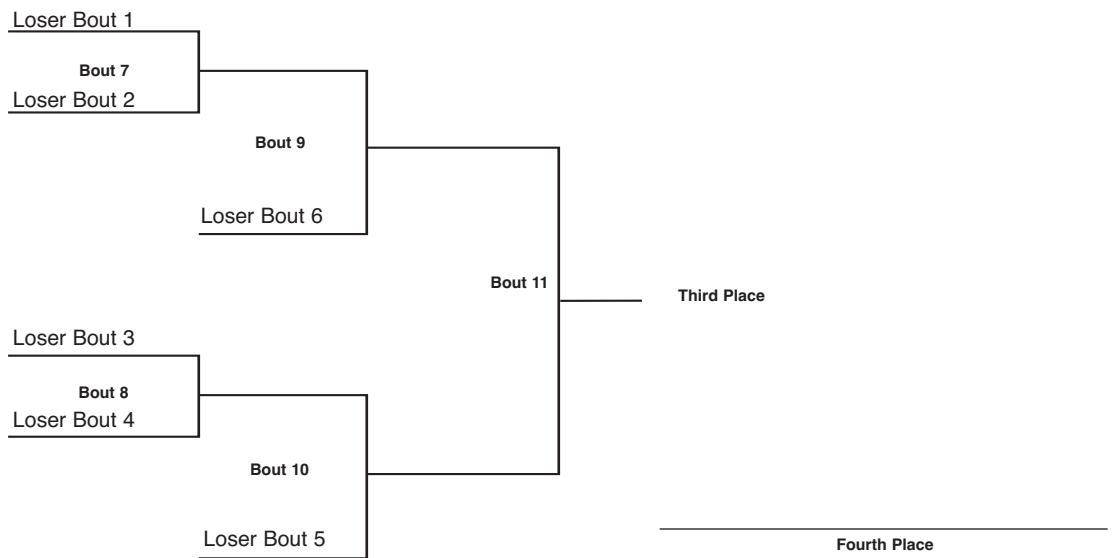 Loser Bout 1
Bout 7
Loser Bout 2
Bout 9
Loser Bout 6
Bout 11
Third Place
Loser Bout 3
Bout 8
Loser Bout 4
Bout 10
Loser Bout 5
Fourth Place